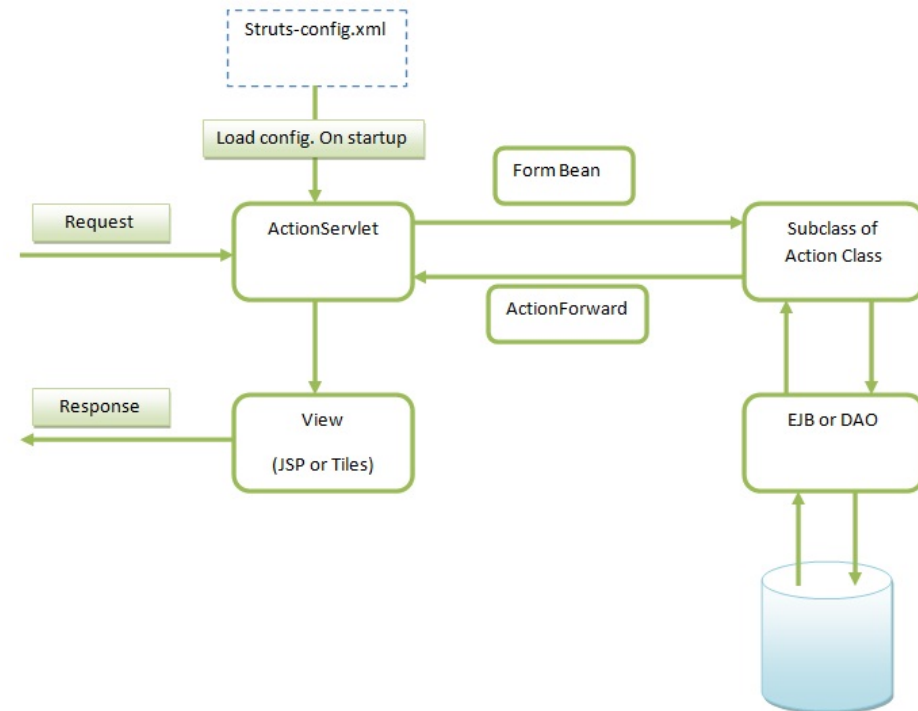 Struts-config.xml
Load config. On startup
Form Bean
Request
ActionServlet
Subclass of
Action Class
ActionForward
Response
View
(JSP or Tiles)
EJB or DAO